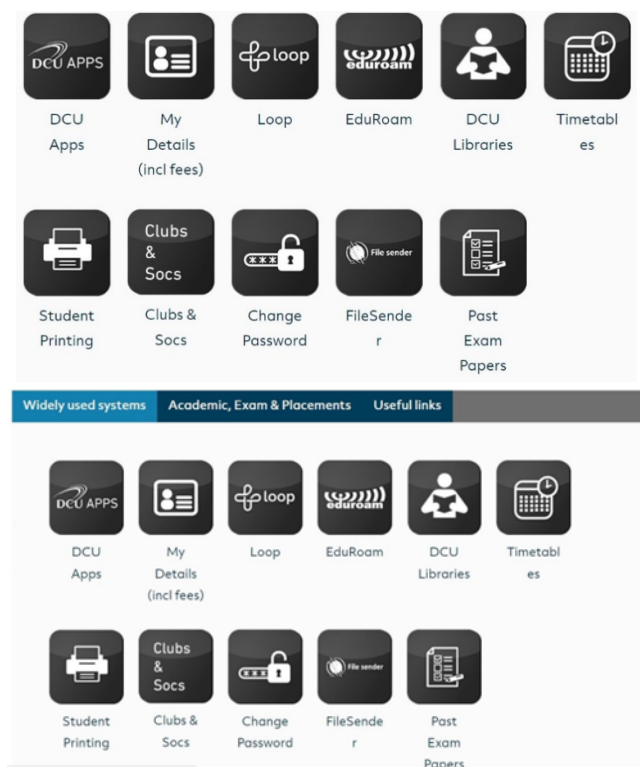 DCU APPS
loop
eduroam
DCU
Apps
My
Details
(incl fees)
Loop
EduRoam
DCU
Libraries
Timetabl
es
Clubs
&
Socs
***
File sender
Student
Printing
Clubs &
Socs
Change
Password
FileSende
r
Past
Exam
Papers
Widely used systems
Academic, Exam & Placements
Useful links
DCU APPS
loop
eduroam
DCU
Apps
My
Details
(incl fees)
Loop
EduRoam
DCU
Libraries
Timetabl
es
Clubs
&
Socs
***
File sender
Student
Printing
Clubs &
Socs
Change
Password
FileSende
r
Past
Exam
Papers